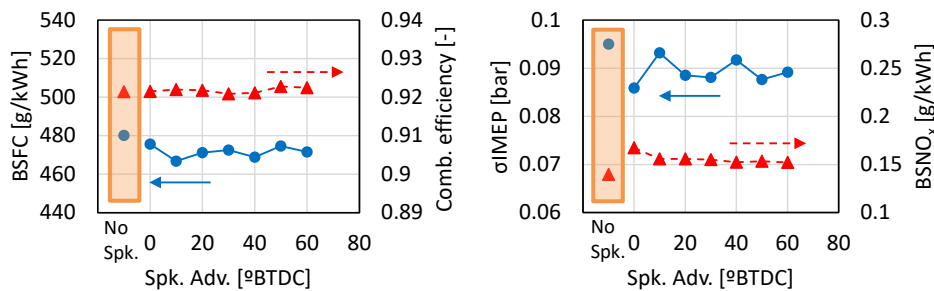 BSFC [g/kWh]
540
520
500
480
460
440
0.94
0.93
0.92
0.91
0.9
0.89
Comb. efficiency [-]
No
Spk.
0 20 40 60 80
Spk. Adv. [ºBTDC]
σIMEP [bar]
0.1
0.09
0.08
0.07
0.06
0.3
0.25
0.2
0.15
0.1
BSNOx [g/kWh]
No
Spk.
0 20 40 60 80
Spk. Adv. [ºBTDC]